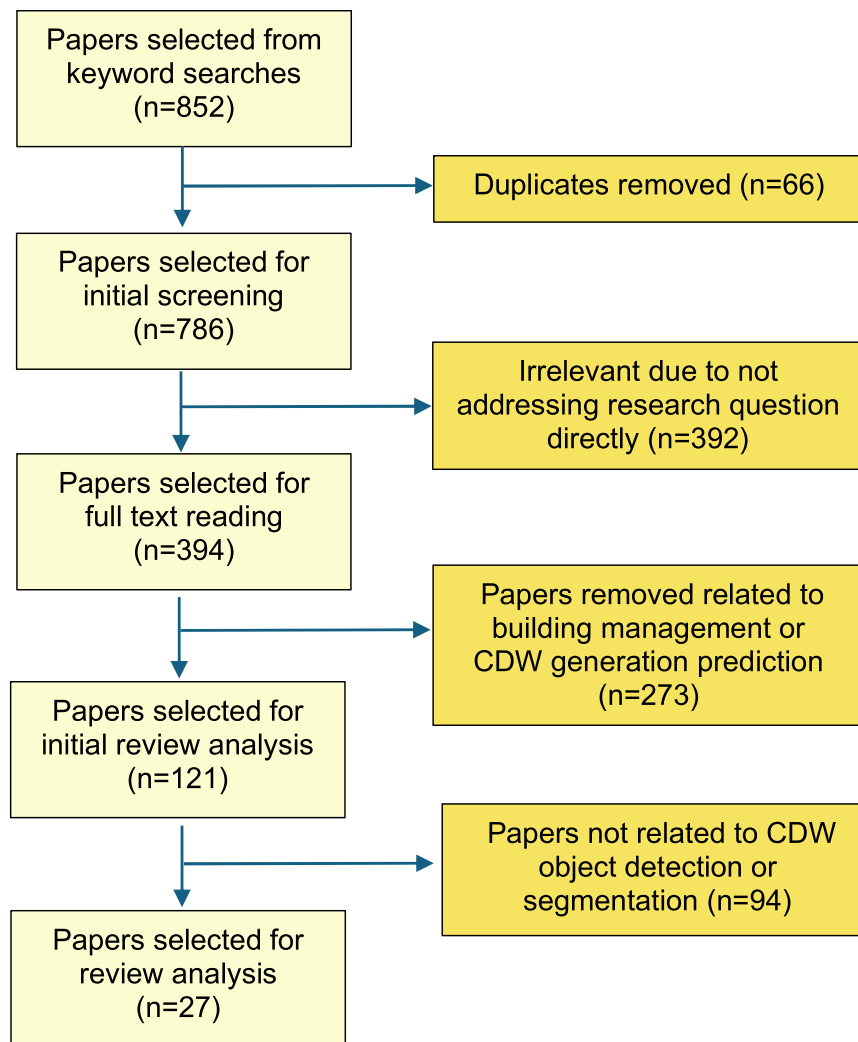 Papers selected from
keyword searches
(n=852)
Duplicates removed (n=66)
Papers selected for
initial screening
(n=786)
Irrelevant due to not
addressing research question
directly (n=392)
Papers selected for
full text reading
(n=394)
Papers removed related to
building management or
CDW generation prediction
(n=273)
Papers selected for
initial review analysis
(n=121)
Papers not related to CDW
object detection or
segmentation (n=94)
Papers selected for
review analysis
(n=27)